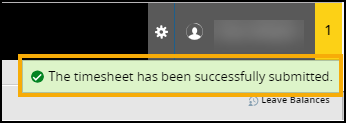 1
The timesheet has been successfully submitted.
Leave Balances